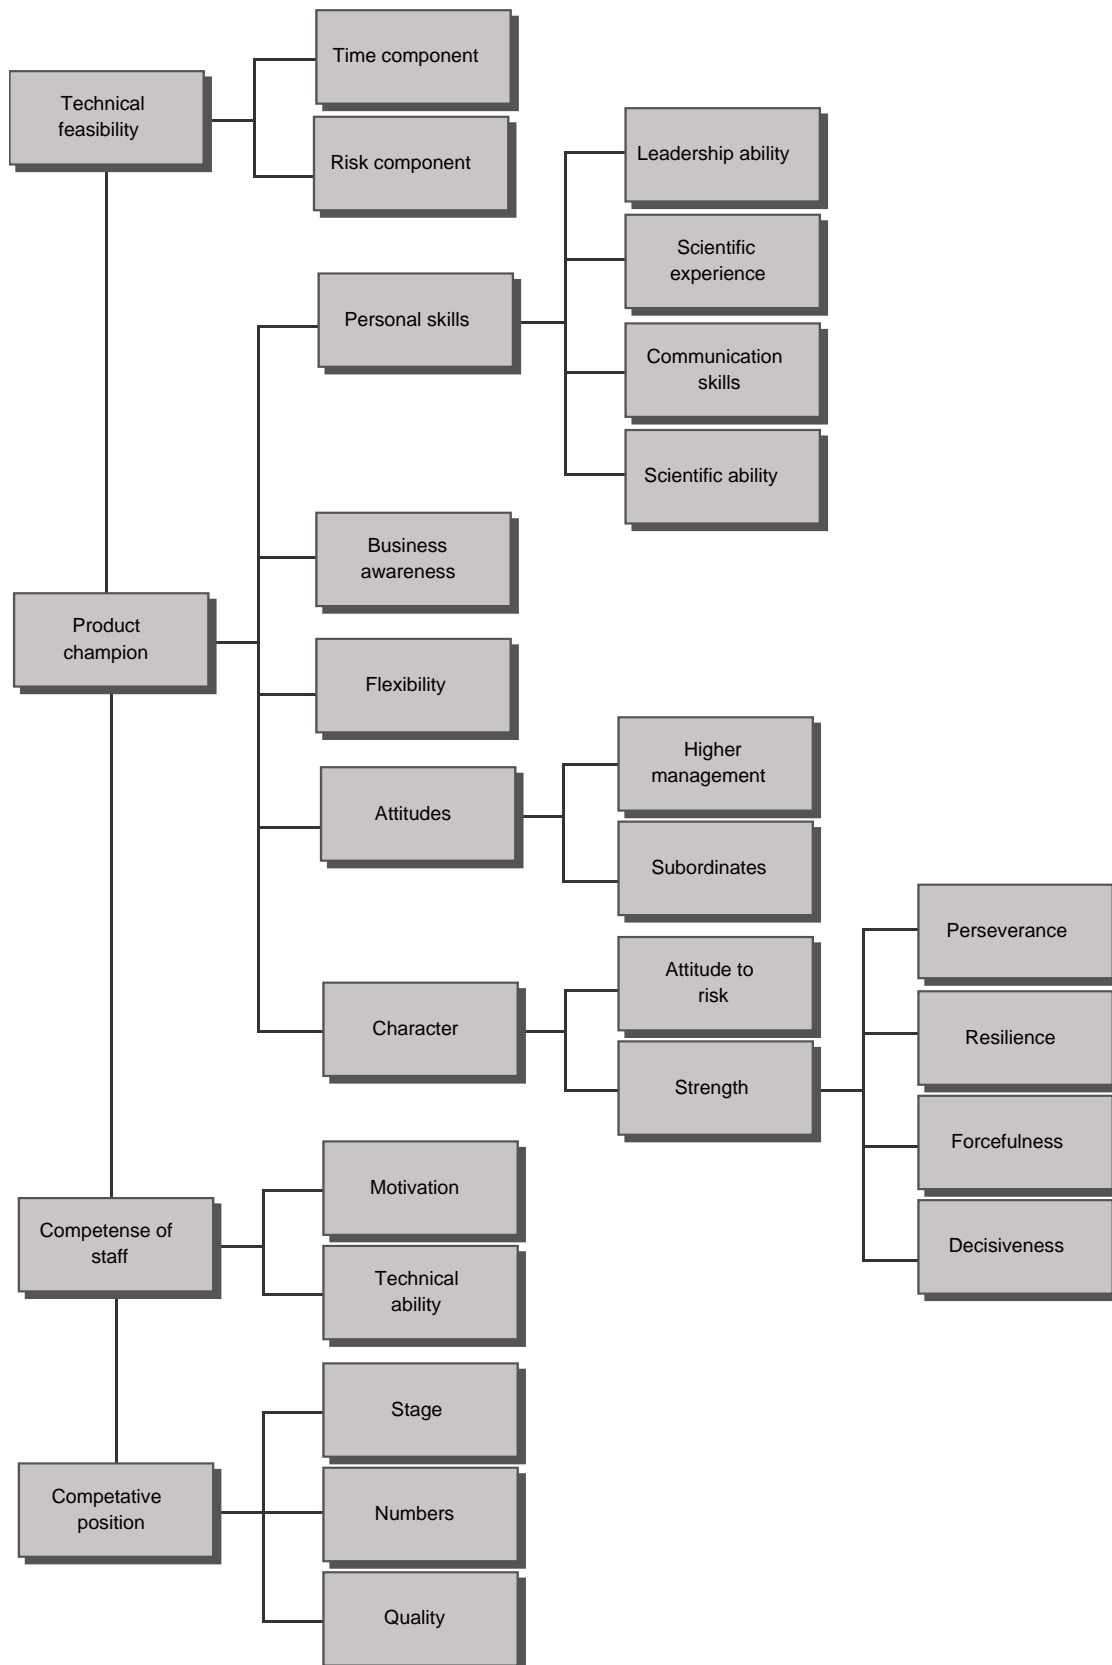 Time component
Technical
feasibility
Risk component
Leadership ability
Scientific
experience
Personal skills
Communication
skills
Scientific ability
Business
awareness
Product
champion
Flexibility
Higher
management
Attitudes
Subordinates
Perseverance
Attitude to
risk
Character
Resilience
Strength
Forcefulness
Motivation
Competense of
staff
Decisiveness
Technical
ability
Stage
Competative
position
Numbers
Quality